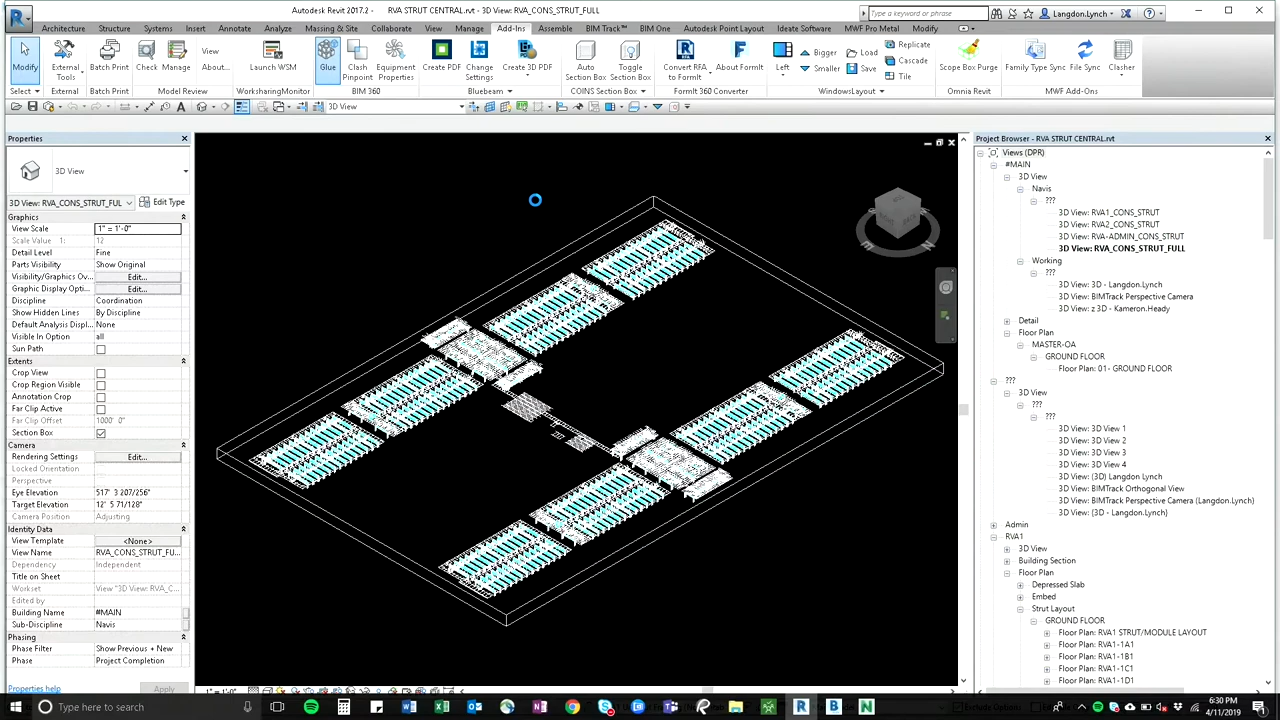 Autodesk Revit 2017.2 - RVA STRUT CENTRAL.rvt - 3D View: RVA_CONS_STRUT_FULL
Type a keyword or phrase
Langdon.Lynch
Architecture Structure Systems Insert Annotate Analyze Massing & Site Collaborate View Manage Add-Ins Assemble BIM Track™ BIM One Autodesk Point Layout Ideate Software MWF Pro Metal Modify
Modify
External Tools
Batch Print
Check
Manage
View
About...
Launch WSM
Glue
Clash Pinpoint
Equipment Properties
Create PDF
Change Settings
Create 3D PDF
Auto Section Box
Toggle Section Box
Convert RFA to FormIt
About FormIt
Left
Bigger
Smaller
Load
Save
Replicate
Cascade
Tile
Scope Box Purge
Family Type Sync
File Sync
Clasher
Select External Batch Print Model Review WorksharingMonitor BIM 360 Bluebeam COINS Section Box FormIt 360 Converter WindowsLayout Omnia Revit MWF Add-Ons
3D View
Properties
3D View
3D View: RVA_CONS_STRUT_FUL Edit Type
Graphics
View Scale 1" = 1'-0"
Scale Value 1: 12
Detail Level Fine
Parts Visibility Show Original
Visibility/Graphics Ov... Edit...
Graphic Display Opti... Edit...
Discipline Coordination
Show Hidden Lines By Discipline
Default Analysis Displ... None
Visible In Option all
Sun Path
Extents
Crop View
Crop Region Visible
Annotation Crop
Far Clip Active
Far Clip Offset 1000' 0"
Section Box
Camera
Rendering Settings Edit...
Locked Orientation
Perspective
Eye Elevation 517' 3 207/256"
Target Elevation 12' 5 71/128"
Camera Position Adjusting
Identity Data
View Template <None>
View Name RVA_CONS_STRUT_FU...
Dependency Independent
Title on Sheet
Workset View "3D View: RVA_C...
Edited by
Building Name #MAIN
Sub-Discipline Navis
Phasing
Phase Filter Show Previous + New
Phase Project Completion
Properties help Apply
1" = 1'-0"
Project Browser - RVA STRUT CENTRAL.rvt
Views (DPR)
#MAIN
3D View
Navis
???
3D View: RVA1_CONS_STRUT
3D View: RVA2_CONS_STRUT
3D View: RVA-ADMIN_CONS_STRUT
3D View: RVA_CONS_STRUT_FULL
Working
???
3D View: 3D - Langdon.Lynch
3D View: BIMTrack Perspective Camera
3D View: z 3D - Kameron.Heady
Detail
Floor Plan
MASTER-OA
GROUND FLOOR
Floor Plan: 01- GROUND FLOOR
???
3D View
???
???
3D View: 3D View 1
3D View: 3D View 2
3D View: 3D View 3
3D View: 3D View 4
3D View: (3D) Langdon Lynch
3D View: BIMTrack Orthogonal View
3D View: BIMTrack Perspective Camera (Langdon.Lynch)
3D View: {3D - Langdon.Lynch}
Admin
RVA1
3D View
Building Section
Floor Plan
Depressed Slab
Embed
Strut Layout
GROUND FLOOR
Floor Plan: RVA1 STRUT/MODULE LAYOUT
Floor Plan: RVA1-1A1
Floor Plan: RVA1-1B1
Floor Plan: RVA1-1C1
Floor Plan: RVA1-1D1
Type here to search
6:30 PM
4/11/2019